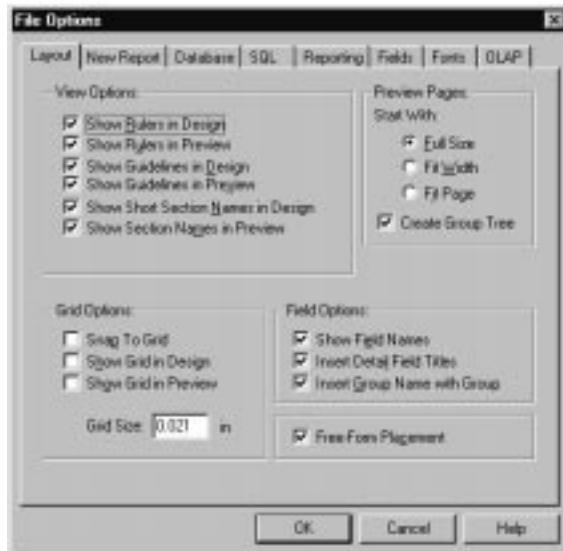 File Options
Layout New Report Database SQL Reporting Fields Fonts OLAP
View Options:
Show Rulers in Design
Show Rulers in Preview
Show Guidelines in Design
Show Guidelines in Preview
Show Short Section Names in Design
Show Section Names in Preview
Preview Pages:
Start With:
Full Size
Fit Width
Fit Page
Create Group Tree
Grid Options:
Snap To Grid
Show Grid in Design
Show Grid in Preview
Grid Size: 0.021 in
Field Options:
Show Field Names
Insert Detail Field Titles
Insert Group Name with Group
Free-Form Placement
OK Cancel Help